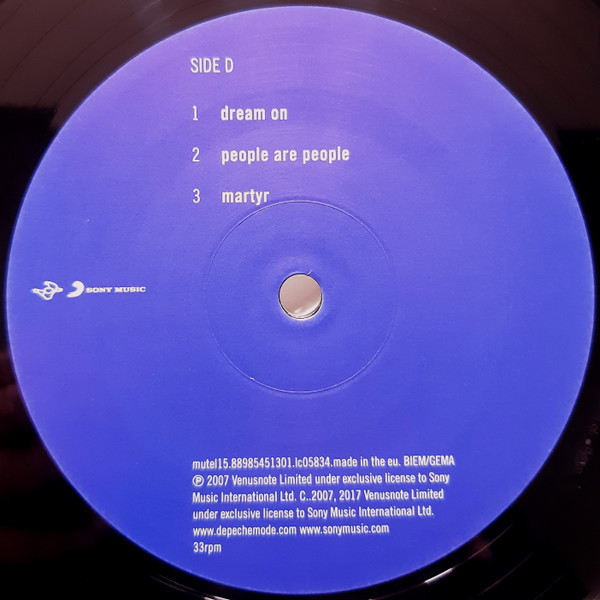 SIDE D
1 dream on
2 people are people
3 martyr
SONY MUSIC
mutel15.88985451301.lc05834.made in the eu. BIEM/GEMA
℗ 2007 Venusnote Limited under exclusive license to Sony
Music International Ltd. C..2007, 2017 Venusnote Limited
under exclusive license to Sony Music International Ltd.
www.depechemode.com www.sonymusic.com
33rpm